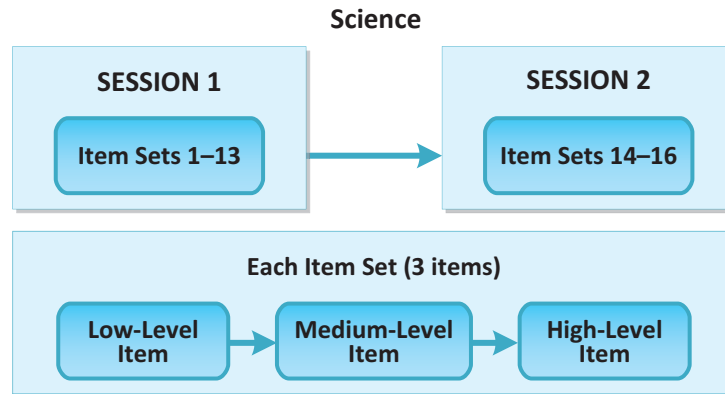 Science
SESSION 1
Item Sets 1–13
SESSION 2
Item Sets 14–16
Each Item Set (3 items)
Low-Level
Item
Medium-Level
Item
High-Level
Item